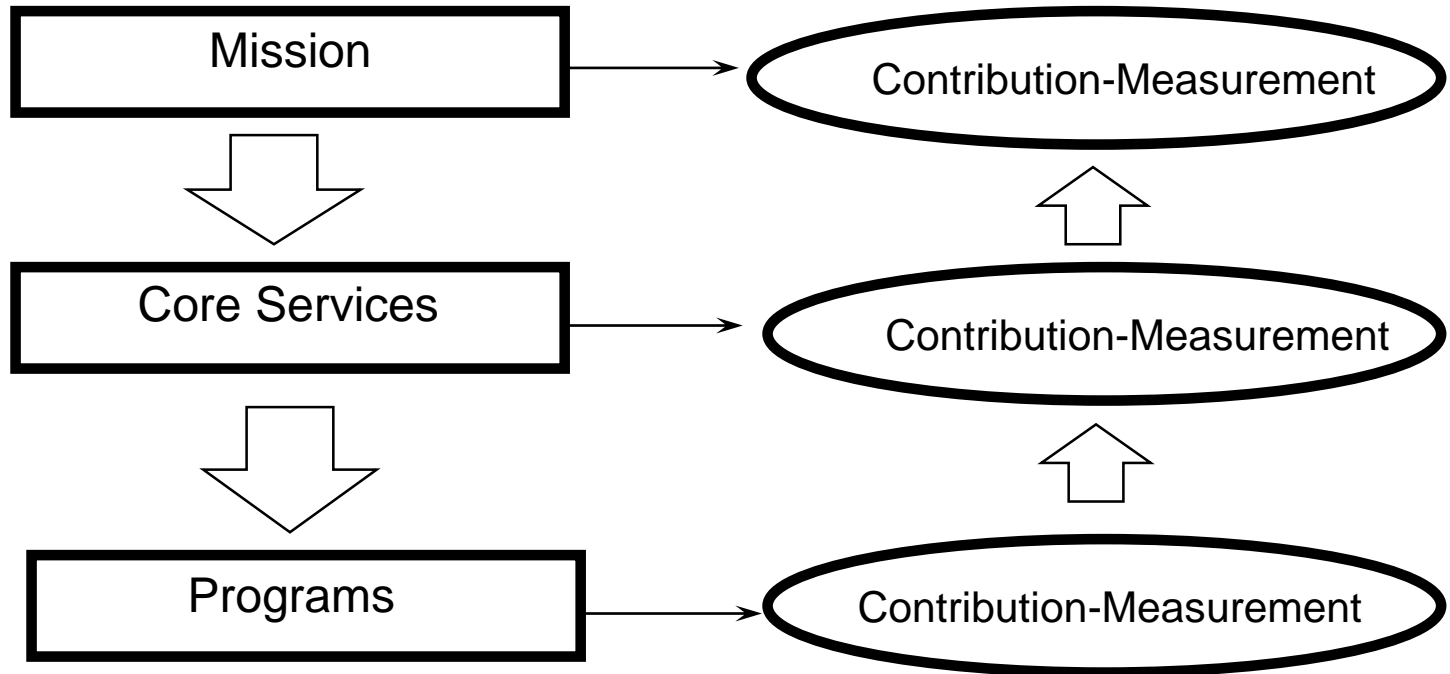 Mission
Contribution-Measurement
Core Services
Contribution-Measurement
Programs
Contribution-Measurement